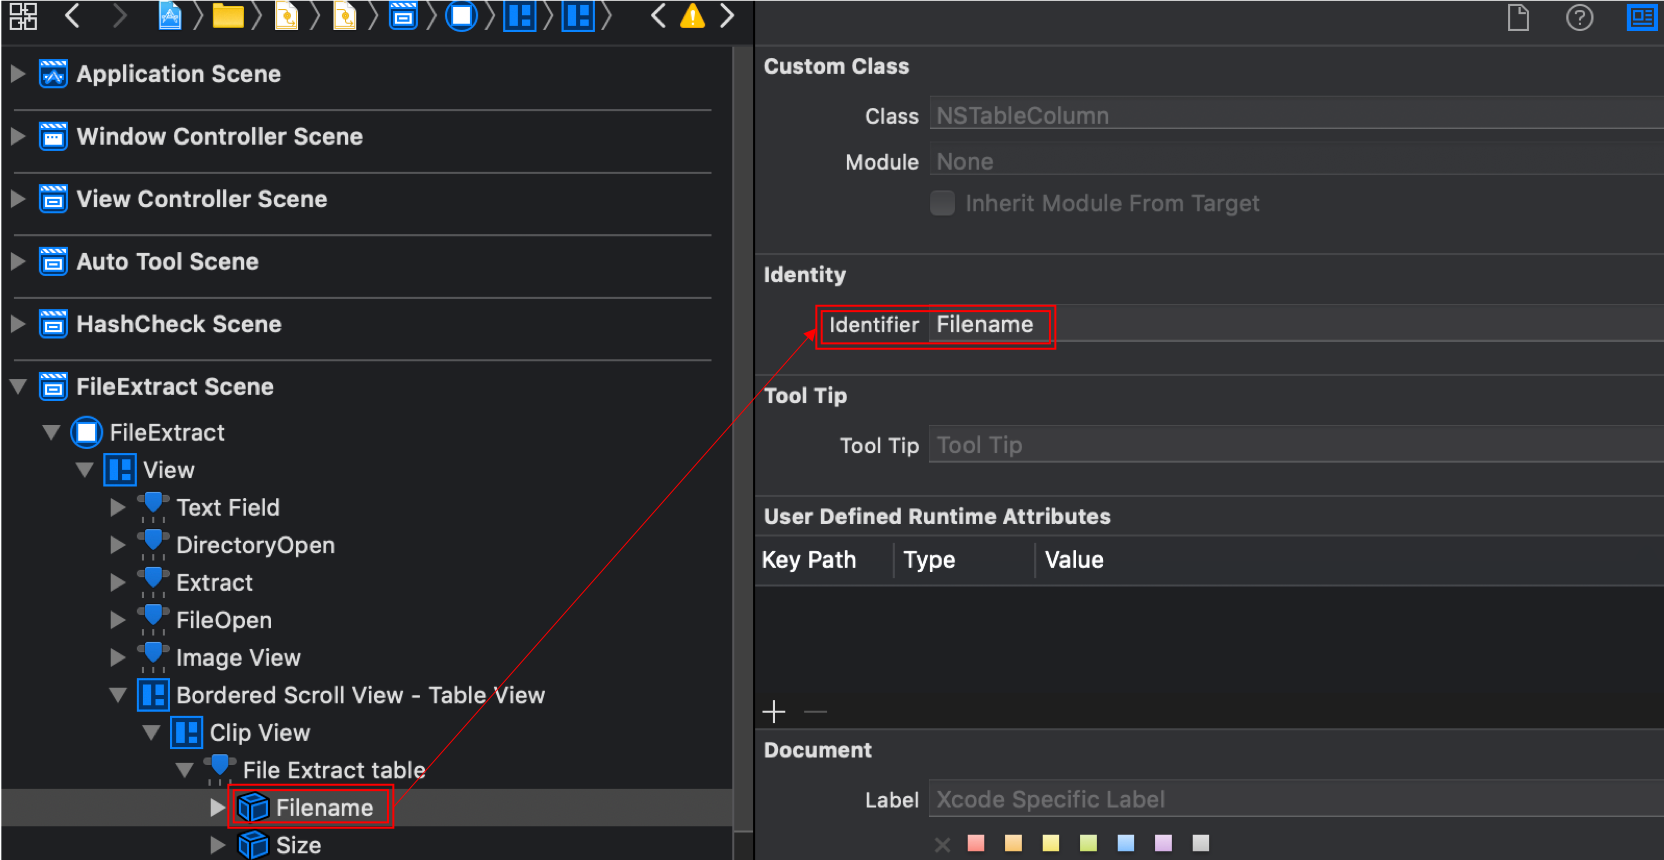 Application Scene
Window Controller Scene
View Controller Scene
Auto Tool Scene
HashCheck Scene
FileExtract Scene
FileExtract
View
Text Field
DirectoryOpen
Extract
FileOpen
Image View
Bordered Scroll View - Table View
Clip View
File Extract table
Filename
Size
?
Custom Class
Class NSTableColumn
Module None
Inherit Module From Target
Identity
Identifier Filename
Tool Tip
Tool Tip Tool Tip
User Defined Runtime Attributes
Key Path Type Value
Document
Label Xcode Specific Label